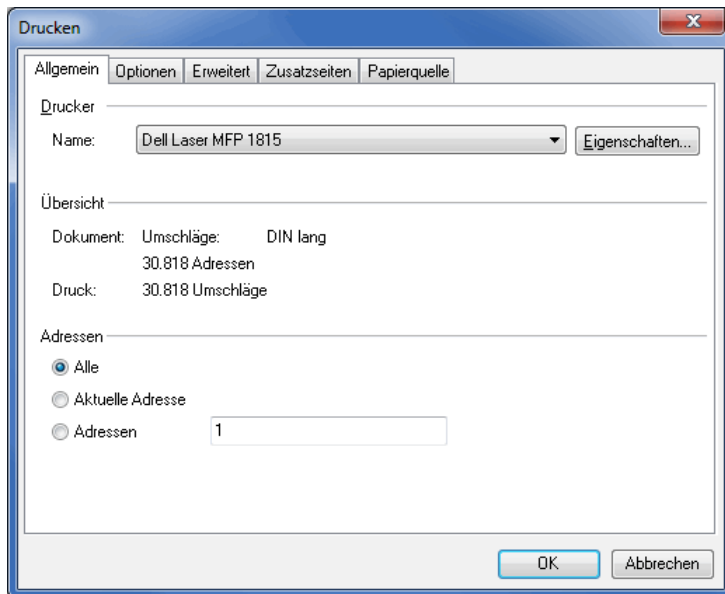 Drucken
Allgemein Optionen Erweitert Zusatzseiten Papierquelle
Drucker
Name: Dell Laser MFP 1815 Eigenschaften...
Übersicht
Dokument: Umschläge: DIN lang
30.818 Adressen
Druck: 30.818 Umschläge
Adressen
Alle
Aktuelle Adresse
Adressen 1
OK Abbrechen